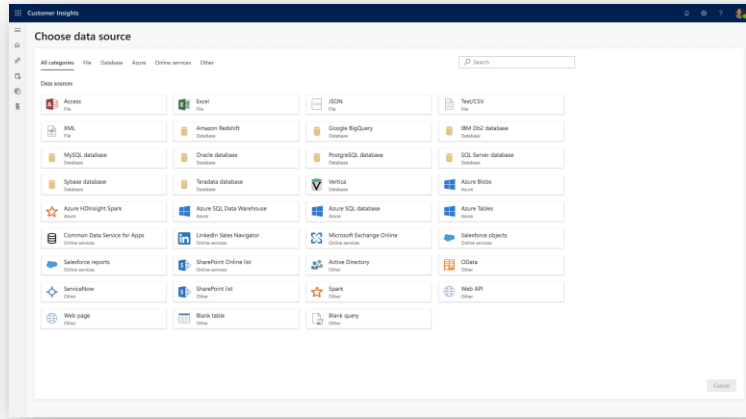 Customer Insights
?
Choose data source
All categories File Database Azure Online services Other
Search
Data sources
Access Excel JSON Text/CSV
File File File File
XML Amazon Redshift Google BigQuery IBM Db2 database
File Database Database Database
MySQL database Oracle database PostgreSQL database SQL Server database
Database Database Database Database
Sybase database Teradata database Vertica Azure Blobs
Database Database Database Azure
Azure HDInsight Spark Azure SQL Data Warehouse Azure SQL database Azure Tables
Azure Azure Azure Azure
Common Data Service for Apps LinkedIn Sales Navigator Microsoft Exchange Online Salesforce objects
Online services Online services Online services Online services
Salesforce reports SharePoint Online list Active Directory OData
Online services Online services Other Other
ServiceNow SharePoint list Spark Web API
Other Other Other Other
Web page Blank table Blank query
Other Other Other
Cancel